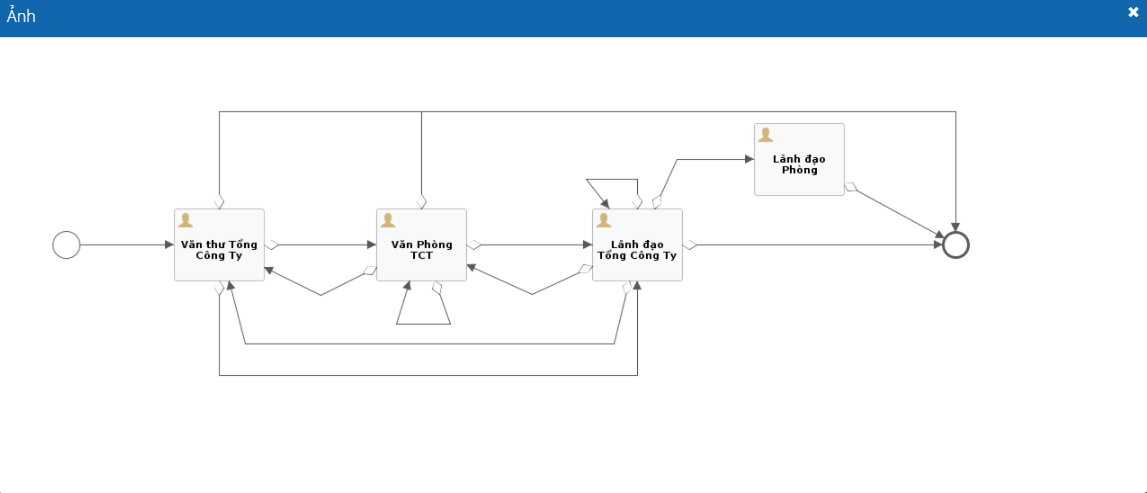 Ảnh
Lãnh đạo
Phòng
Văn thư Tổng
Công Ty
Văn Phòng
TCT
Lãnh đạo
Tổng Công Ty